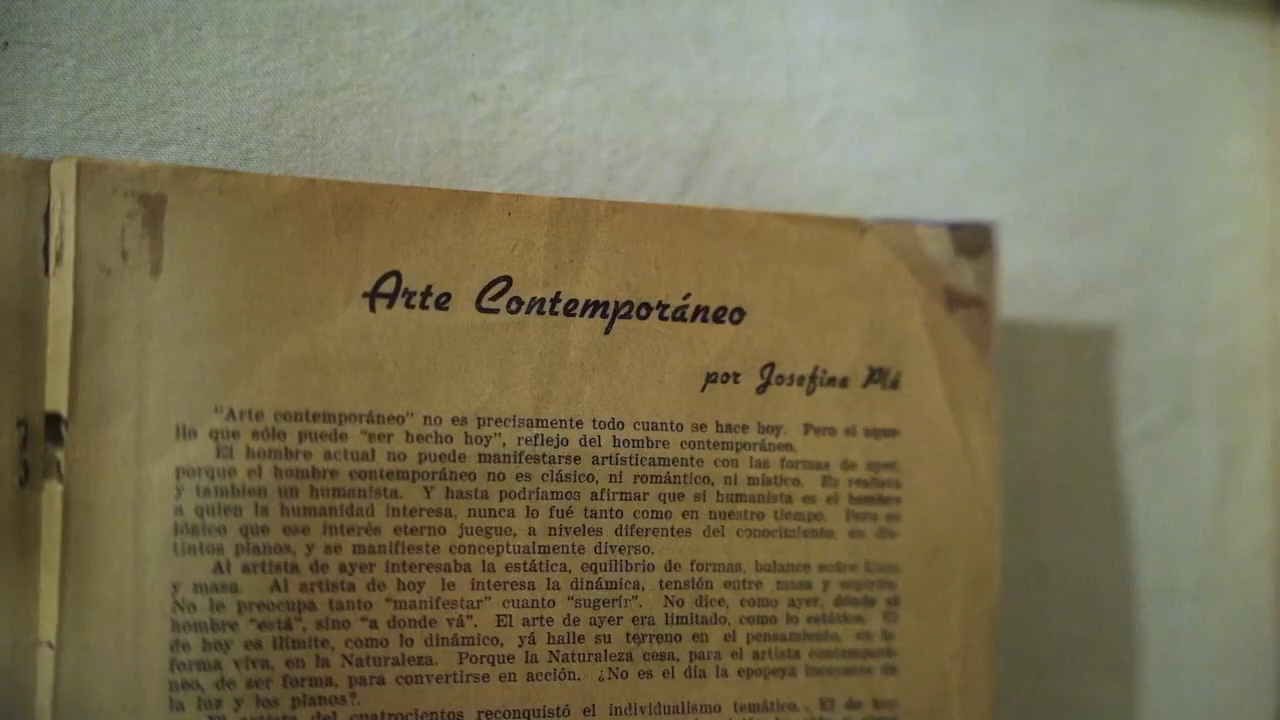 Arte Contemporáneo
por Josefina Plá
"Arte contemporáneo" no es precisamente todo cuanto se hace hoy. Pero sí aque-
llo que sólo puede "ser hecho hoy", reflejo del hombre contemporáneo.
El hombre actual no puede manifestarse artísticamente con las formas de ayer,
porque el hombre contemporáneo no es clásico, ni romántico, ni místico. Es realista
y tambien un humanista. Y hasta podríamos afirmar que si humanista es el hombre
a quien la humanidad interesa, nunca lo fué tanto como en nuestro tiempo. Pero es
lógico que ese interés eterno juegue, a niveles diferentes del conocimiento, en dis-
tintos planos, y se manifieste conceptualmente diverso.
Al artista de ayer interesaba la estática, equilibrio de formas, balance entre línea
y masa. Al artista de hoy le interesa la dinámica, tensión entre masa y espíritu.
No le preocupa tanto "manifestar" cuanto "sugerir". No dice, como ayer, dónde el
hombre "está", sino "a donde vá". El arte de ayer era limitado, como lo estático. El
de hoy es ilímite, como lo dinámico, yá halle su terreno en el pensamiento, en la
forma viva, en la Naturaleza. Porque la Naturaleza cesa, para el artista contemporá-
neo, de ser forma, para convertirse en acción. ¿No es el día la epopeya incesante de
la luz y los planos?.
El artista del cuatrocientos reconquistó el individualismo temático. El de hoy